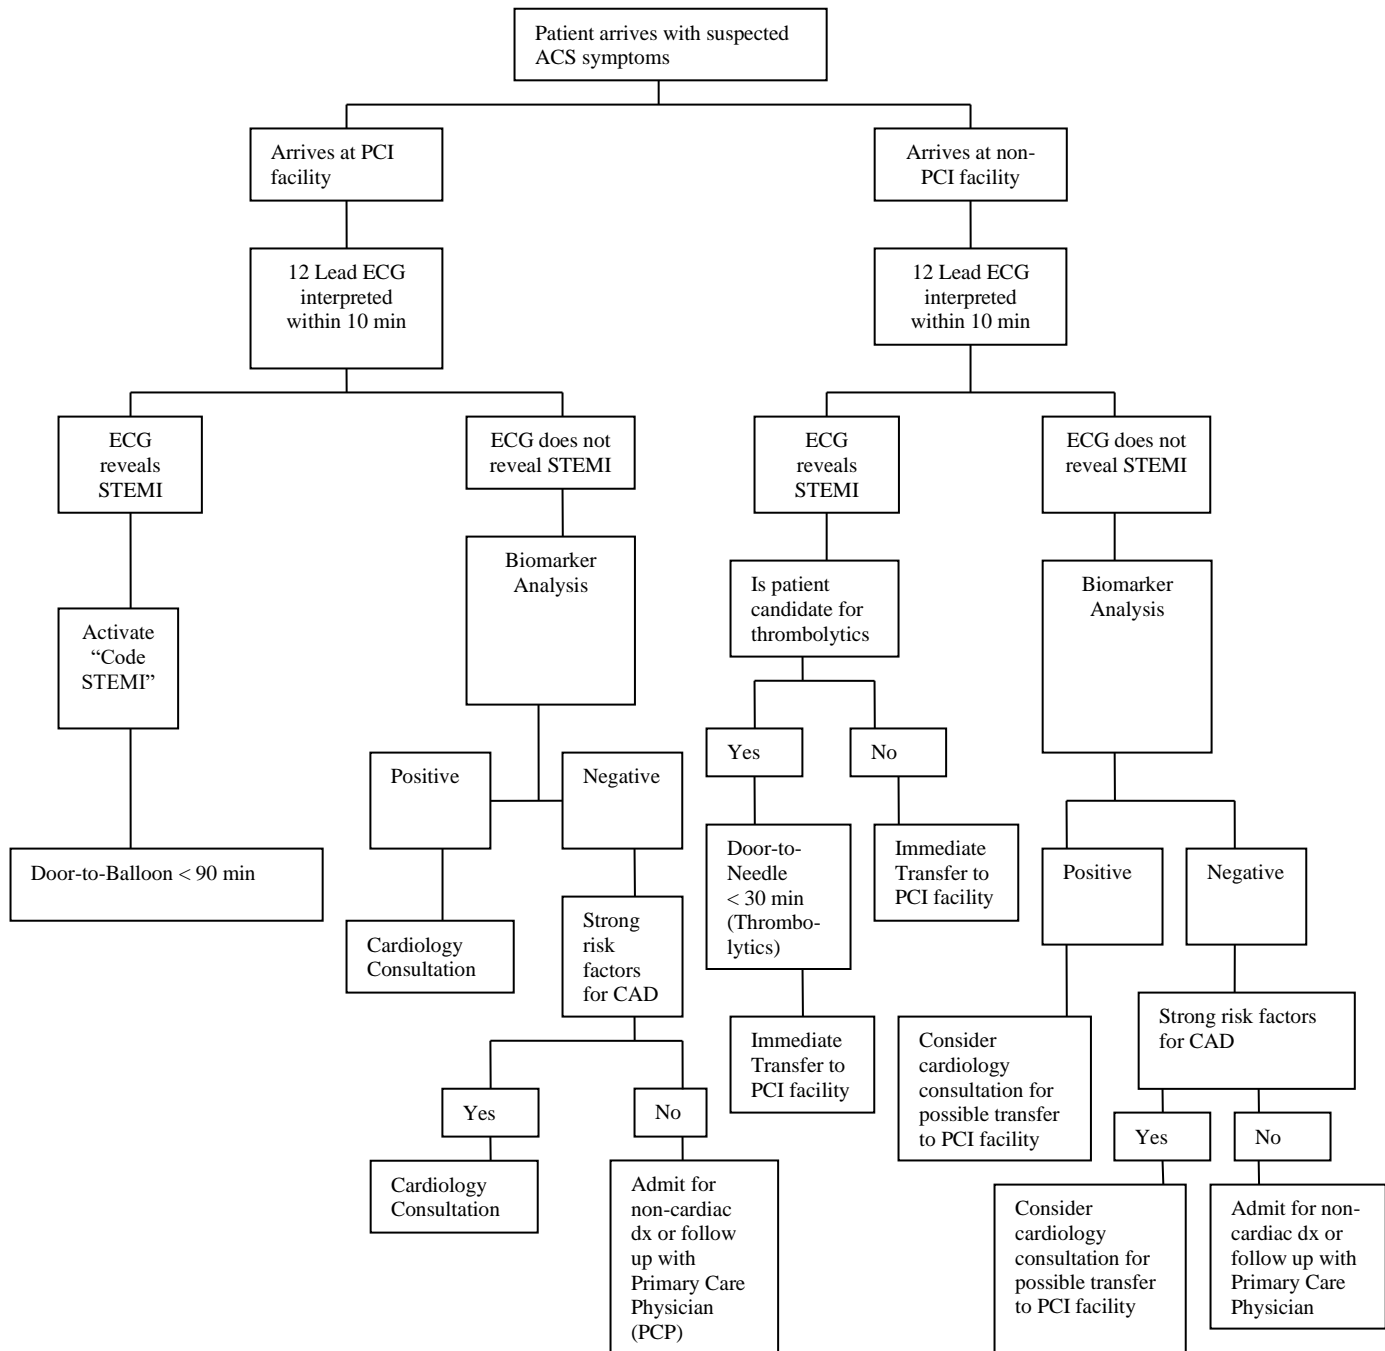 Patient arrives with suspected
ACS symptoms
Arrives at PCI
facility
Arrives at non-
PCI facility
12 Lead ECG
interpreted
within 10 min
12 Lead ECG
interpreted
within 10 min
ECG
reveals
STEMI
ECG does not
reveal STEMI
ECG
reveals
STEMI
ECG does not
reveal STEMI
Activate
“Code
STEMI”
Biomarker
Analysis
Is patient
candidate for
thrombolytics
Biomarker
Analysis
Yes
No
Positive
Negative
Door-to-Balloon < 90 min
Door-to-
Needle
< 30 min
(Thrombo-
lytics)
Immediate
Transfer to
PCI facility
Positive
Negative
Cardiology
Consultation
Strong
risk
factors
for CAD
Immediate
Transfer to
PCI facility
Consider
cardiology
consultation for
possible transfer
to PCI facility
Strong risk factors
for CAD
Yes
No
Yes
No
Cardiology
Consultation
Admit for
non-cardiac
dx or follow
up with
Primary Care
Physician
(PCP)
Consider
cardiology
consultation for
possible transfer
to PCI facility
Admit for non-
cardiac dx or
follow up with
Primary Care
Physician